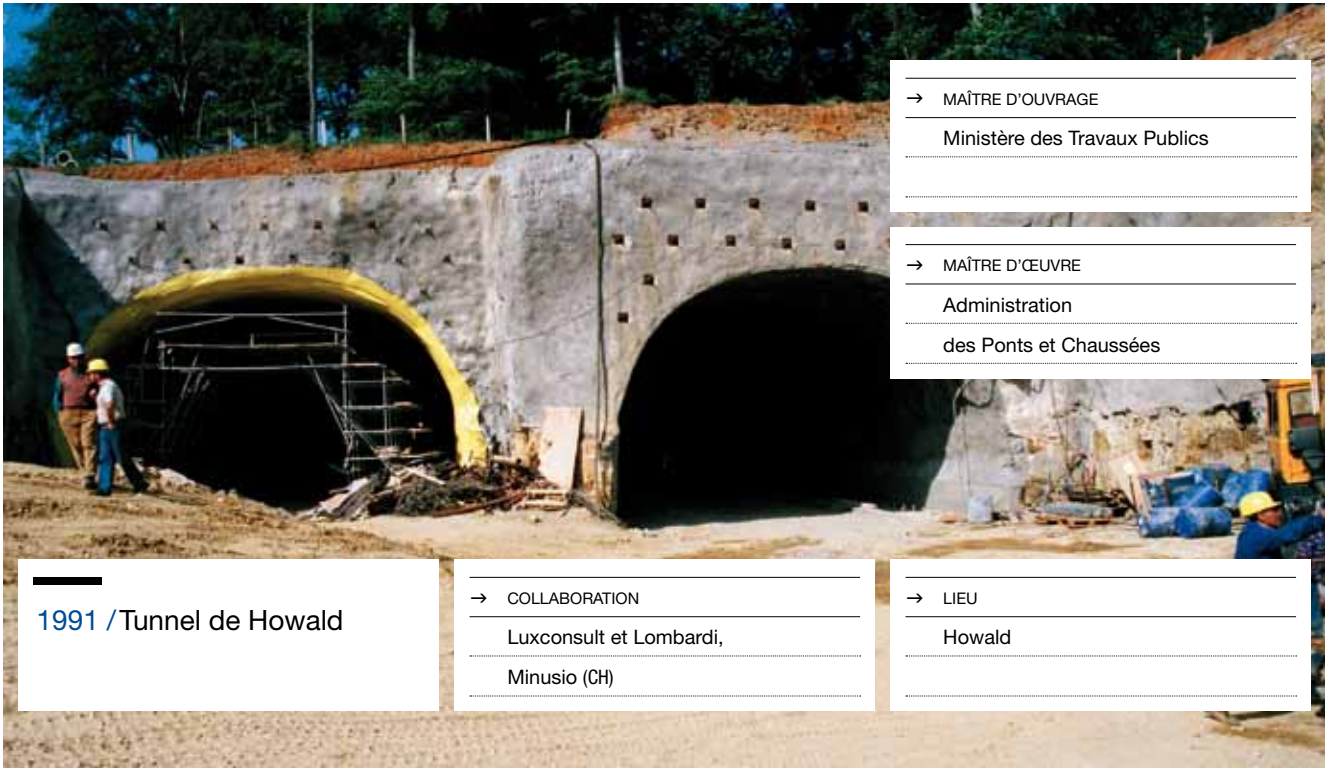 → MAÎTRE D'OUVRAGE
Ministère des Travaux Publics
→ MAÎTRE D'ŒUVRE
Administration
des Ponts et Chaussées
1991 / Tunnel de Howald
→ COLLABORATION
Luxconsult et Lombardi,
Minusio (CH)
→ LIEU
Howald